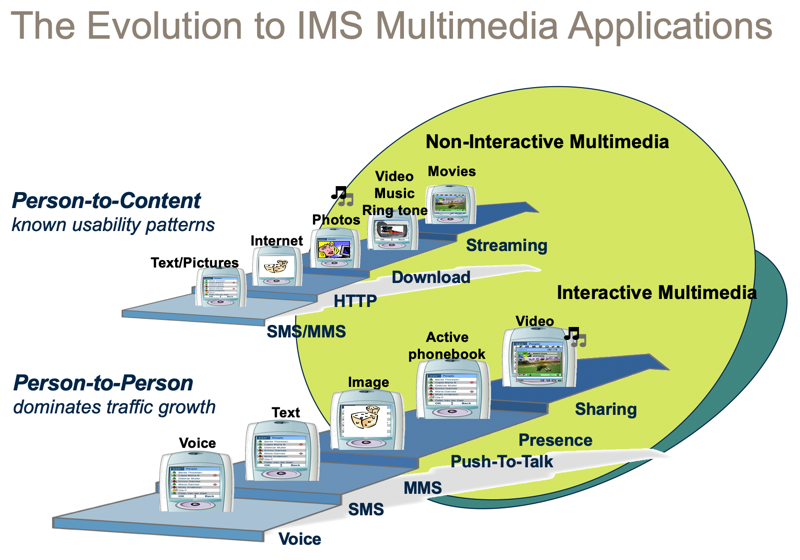 The Evolution to IMS Multimedia Applications
Non-Interactive Multimedia
Person-to-Content
known usability patterns
Movies
Video
Music
Ring tone
Photos
Internet
Text/Pictures
Streaming
Download
HTTP
SMS/MMS
Interactive Multimedia
Person-to-Person
dominates traffic growth
Video
Active
phonebook
Image
Text
Voice
Sharing
Presence
Push-To-Talk
MMS
SMS
Voice